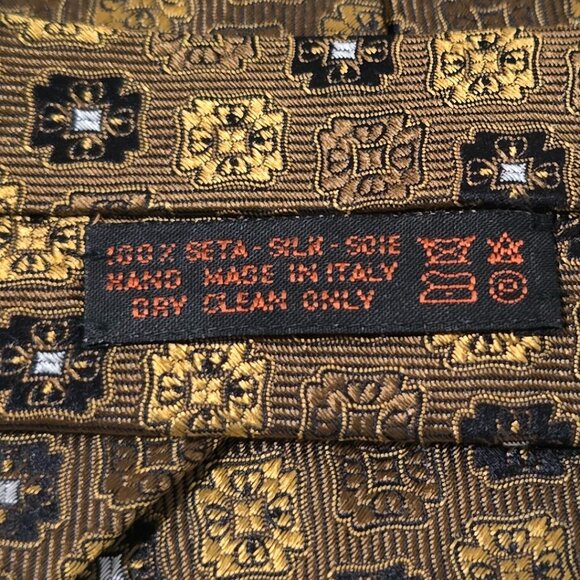 100% SETA - SILK - SOIE
HAND MADE IN ITALY
DRY CLEAN ONLY